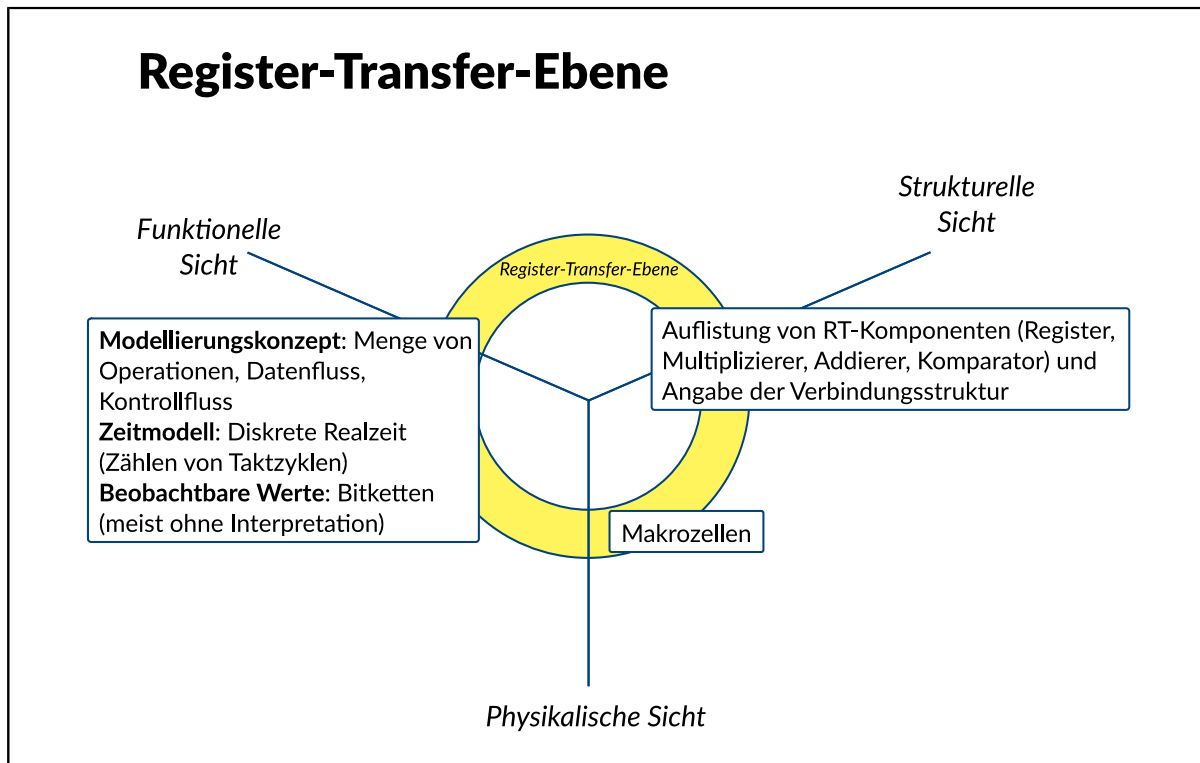 Register-Transfer-Ebene
Strukturelle
Sicht
Funktionelle
Sicht
Register-Transfer-Ebene
Modellierungskonzept: Menge von
Operationen, Datenfluss,
Kontrollfluss
Zeitmodell: Diskrete Realzeit
(Zählen von Taktzyklen)
Beobachtbare Werte: Bitketten
(meist ohne Interpretation)
Auflistung von RT-Komponenten (Register,
Multiplizierer, Addierer, Komparator) und
Angabe der Verbindungsstruktur
Makrozellen
Physikalische Sicht